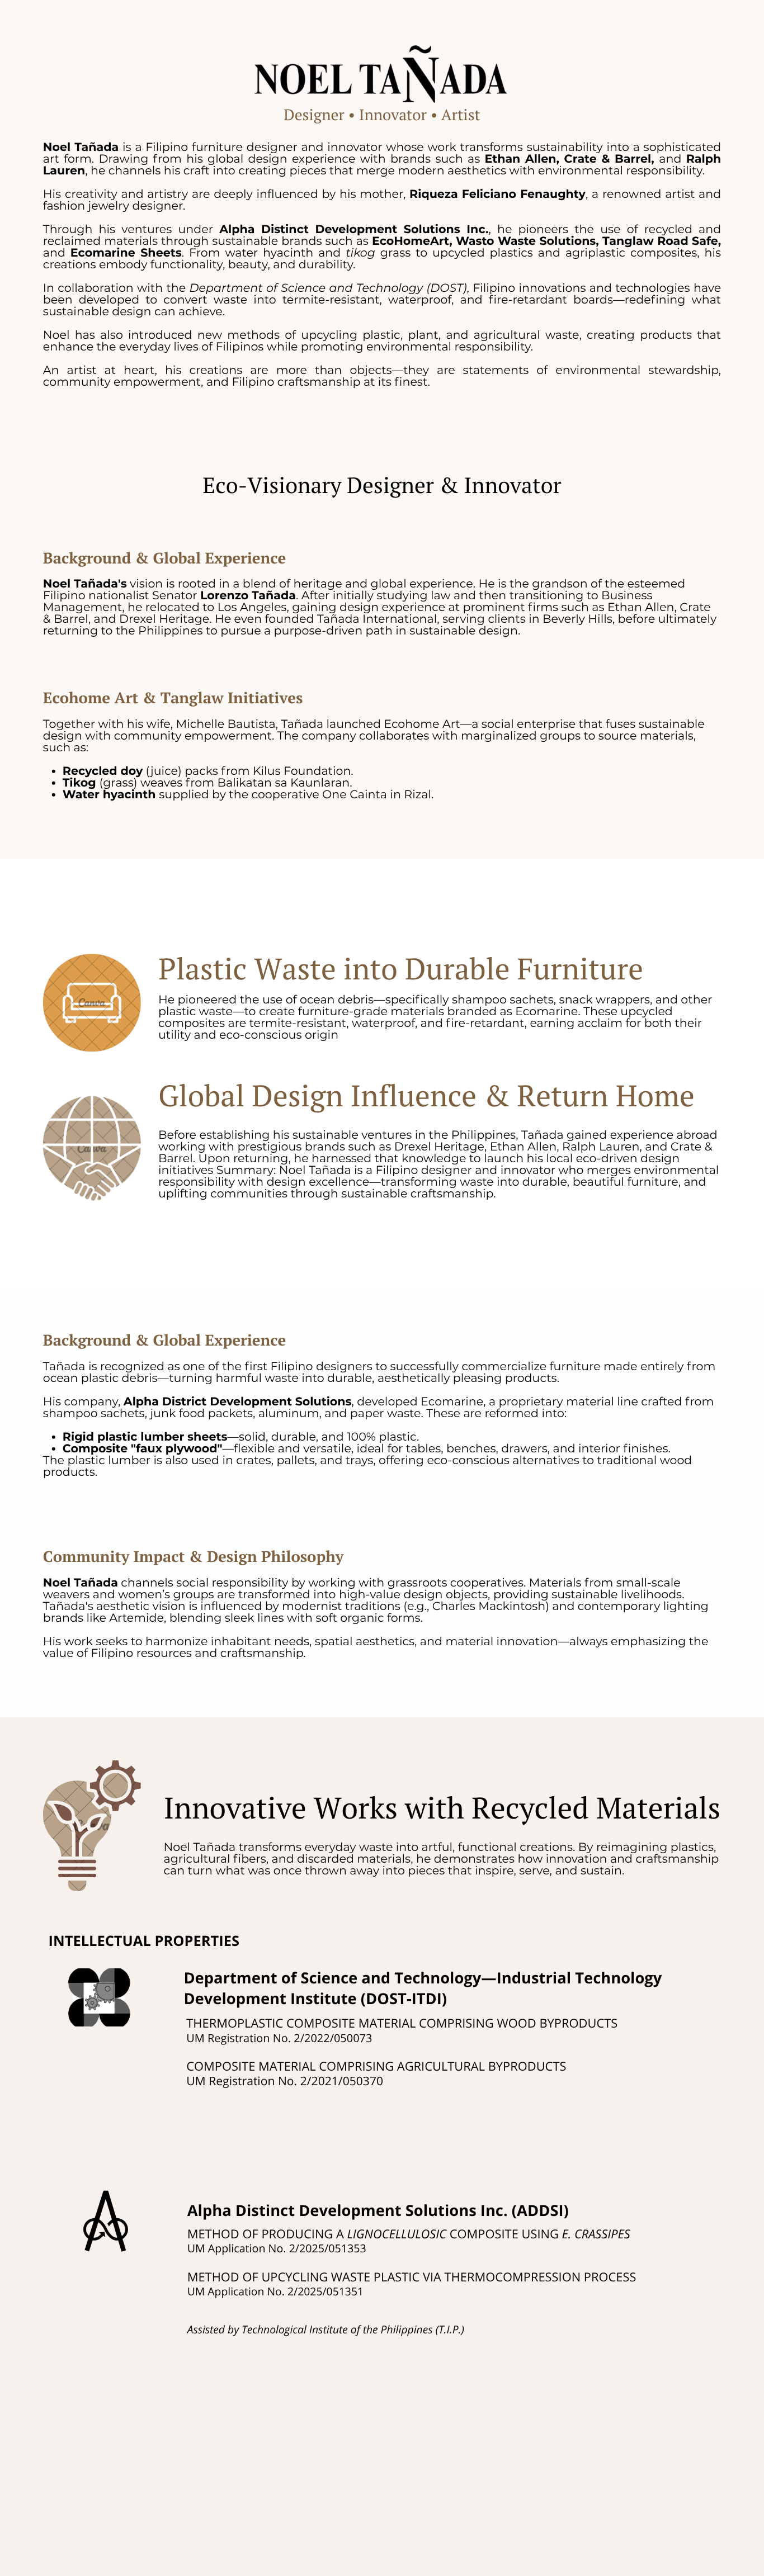 NOEL TAÑADA
Designer • Innovator • Artist
Noel Tañada is a Filipino furniture designer and innovator whose work transforms sustainability into a sophisticated
art form. Drawing from his global design experience with brands such as Ethan Allen, Crate & Barrel, and Ralph
Lauren, he channels his craft into creating pieces that merge modern aesthetics with environmental responsibility.
His creativity and artistry are deeply influenced by his mother, Riqueza Feliciano Fenaughty, a renowned artist and
fashion jewelry designer.
Through his ventures under Alpha Distinct Development Solutions Inc., he pioneers the use of recycled and
reclaimed materials through sustainable brands such as EcoHomeArt, Wasto Waste Solutions, Tanglaw Road Safe,
and Ecomarine Sheets. From water hyacinth and tikog grass to upcycled plastics and agriplastic composites, his
creations embody functionality, beauty, and durability.
In collaboration with the Department of Science and Technology (DOST), Filipino innovations and technologies have
been developed to convert waste into termite-resistant, waterproof, and fire-retardant boards—redefining what
sustainable design can achieve.
Noel has also introduced new methods of upcycling plastic, plant, and agricultural waste, creating products that
enhance the everyday lives of Filipinos while promoting environmental responsibility.
An artist at heart, his creations are more than objects—they are statements of environmental stewardship,
community empowerment, and Filipino craftsmanship at its finest.
Eco-Visionary Designer & Innovator
Background & Global Experience
Noel Tañada's vision is rooted in a blend of heritage and global experience. He is the grandson of the esteemed
Filipino nationalist Senator Lorenzo Tañada. After initially studying law and then transitioning to Business
Management, he relocated to Los Angeles, gaining design experience at prominent firms such as Ethan Allen, Crate
& Barrel, and Drexel Heritage. He even founded Tañada International, serving clients in Beverly Hills, before ultimately
returning to the Philippines to pursue a purpose-driven path in sustainable design.
Ecohome Art & Tanglaw Initiatives
Together with his wife, Michelle Bautista, Tañada launched Ecohome Art—a social enterprise that fuses sustainable
design with community empowerment. The company collaborates with marginalized groups to source materials,
such as:
• Recycled doy (juice) packs from Kilus Foundation.
• Tikog (grass) weaves from Balikatan sa Kaunlaran.
• Water hyacinth supplied by the cooperative One Cainta in Rizal.
Canva
Plastic Waste into Durable Furniture
He pioneered the use of ocean debris—specifically shampoo sachets, snack wrappers, and other
plastic waste—to create furniture-grade materials branded as Ecomarine. These upcycled
composites are termite-resistant, waterproof, and fire-retardant, earning acclaim for both their
utility and eco-conscious origin
Canva
Global Design Influence & Return Home
Before establishing his sustainable ventures in the Philippines, Tañada gained experience abroad
working with prestigious brands such as Drexel Heritage, Ethan Allen, Ralph Lauren, and Crate &
Barrel. Upon returning, he harnessed that knowledge to launch his local eco-driven design
initiatives Summary: Noel Tañada is a Filipino designer and innovator who merges environmental
responsibility with design excellence—transforming waste into durable, beautiful furniture, and
uplifting communities through sustainable craftsmanship.
Background & Global Experience
Tañada is recognized as one of the first Filipino designers to successfully commercialize furniture made entirely from
ocean plastic debris—turning harmful waste into durable, aesthetically pleasing products.
His company, Alpha District Development Solutions, developed Ecomarine, a proprietary material line crafted from
shampoo sachets, junk food packets, aluminum, and paper waste. These are reformed into:
• Rigid plastic lumber sheets—solid, durable, and 100% plastic.
• Composite "faux plywood"—flexible and versatile, ideal for tables, benches, drawers, and interior finishes.
The plastic lumber is also used in crates, pallets, and trays, offering eco-conscious alternatives to traditional wood
products.
Community Impact & Design Philosophy
Noel Tañada channels social responsibility by working with grassroots cooperatives. Materials from small-scale
weavers and women’s groups are transformed into high-value design objects, providing sustainable livelihoods.
Tañada's aesthetic vision is influenced by modernist traditions (e.g., Charles Mackintosh) and contemporary lighting
brands like Artemide, blending sleek lines with soft organic forms.
His work seeks to harmonize inhabitant needs, spatial aesthetics, and material innovation—always emphasizing the
value of Filipino resources and craftsmanship.
Innovative Works with Recycled Materials
Noel Tañada transforms everyday waste into artful, functional creations. By reimagining plastics,
agricultural fibers, and discarded materials, he demonstrates how innovation and craftsmanship
can turn what was once thrown away into pieces that inspire, serve, and sustain.
INTELLECTUAL PROPERTIES
Department of Science and Technology—Industrial Technology
Development Institute (DOST-ITDI)
THERMOPLASTIC COMPOSITE MATERIAL COMPRISING WOOD BYPRODUCTS
UM Registration No. 2/2022/050073
COMPOSITE MATERIAL COMPRISING AGRICULTURAL BYPRODUCTS
UM Registration No. 2/2021/050370
Alpha Distinct Development Solutions Inc. (ADDSI)
METHOD OF PRODUCING A LIGNOCELLULOSIC COMPOSITE USING E. CRASSIPES
UM Application No. 2/2025/051353
METHOD OF UPCYCLING WASTE PLASTIC VIA THERMOCOMPRESSION PROCESS
UM Application No. 2/2025/051351
Assisted by Technological Institute of the Philippines (T.I.P.)